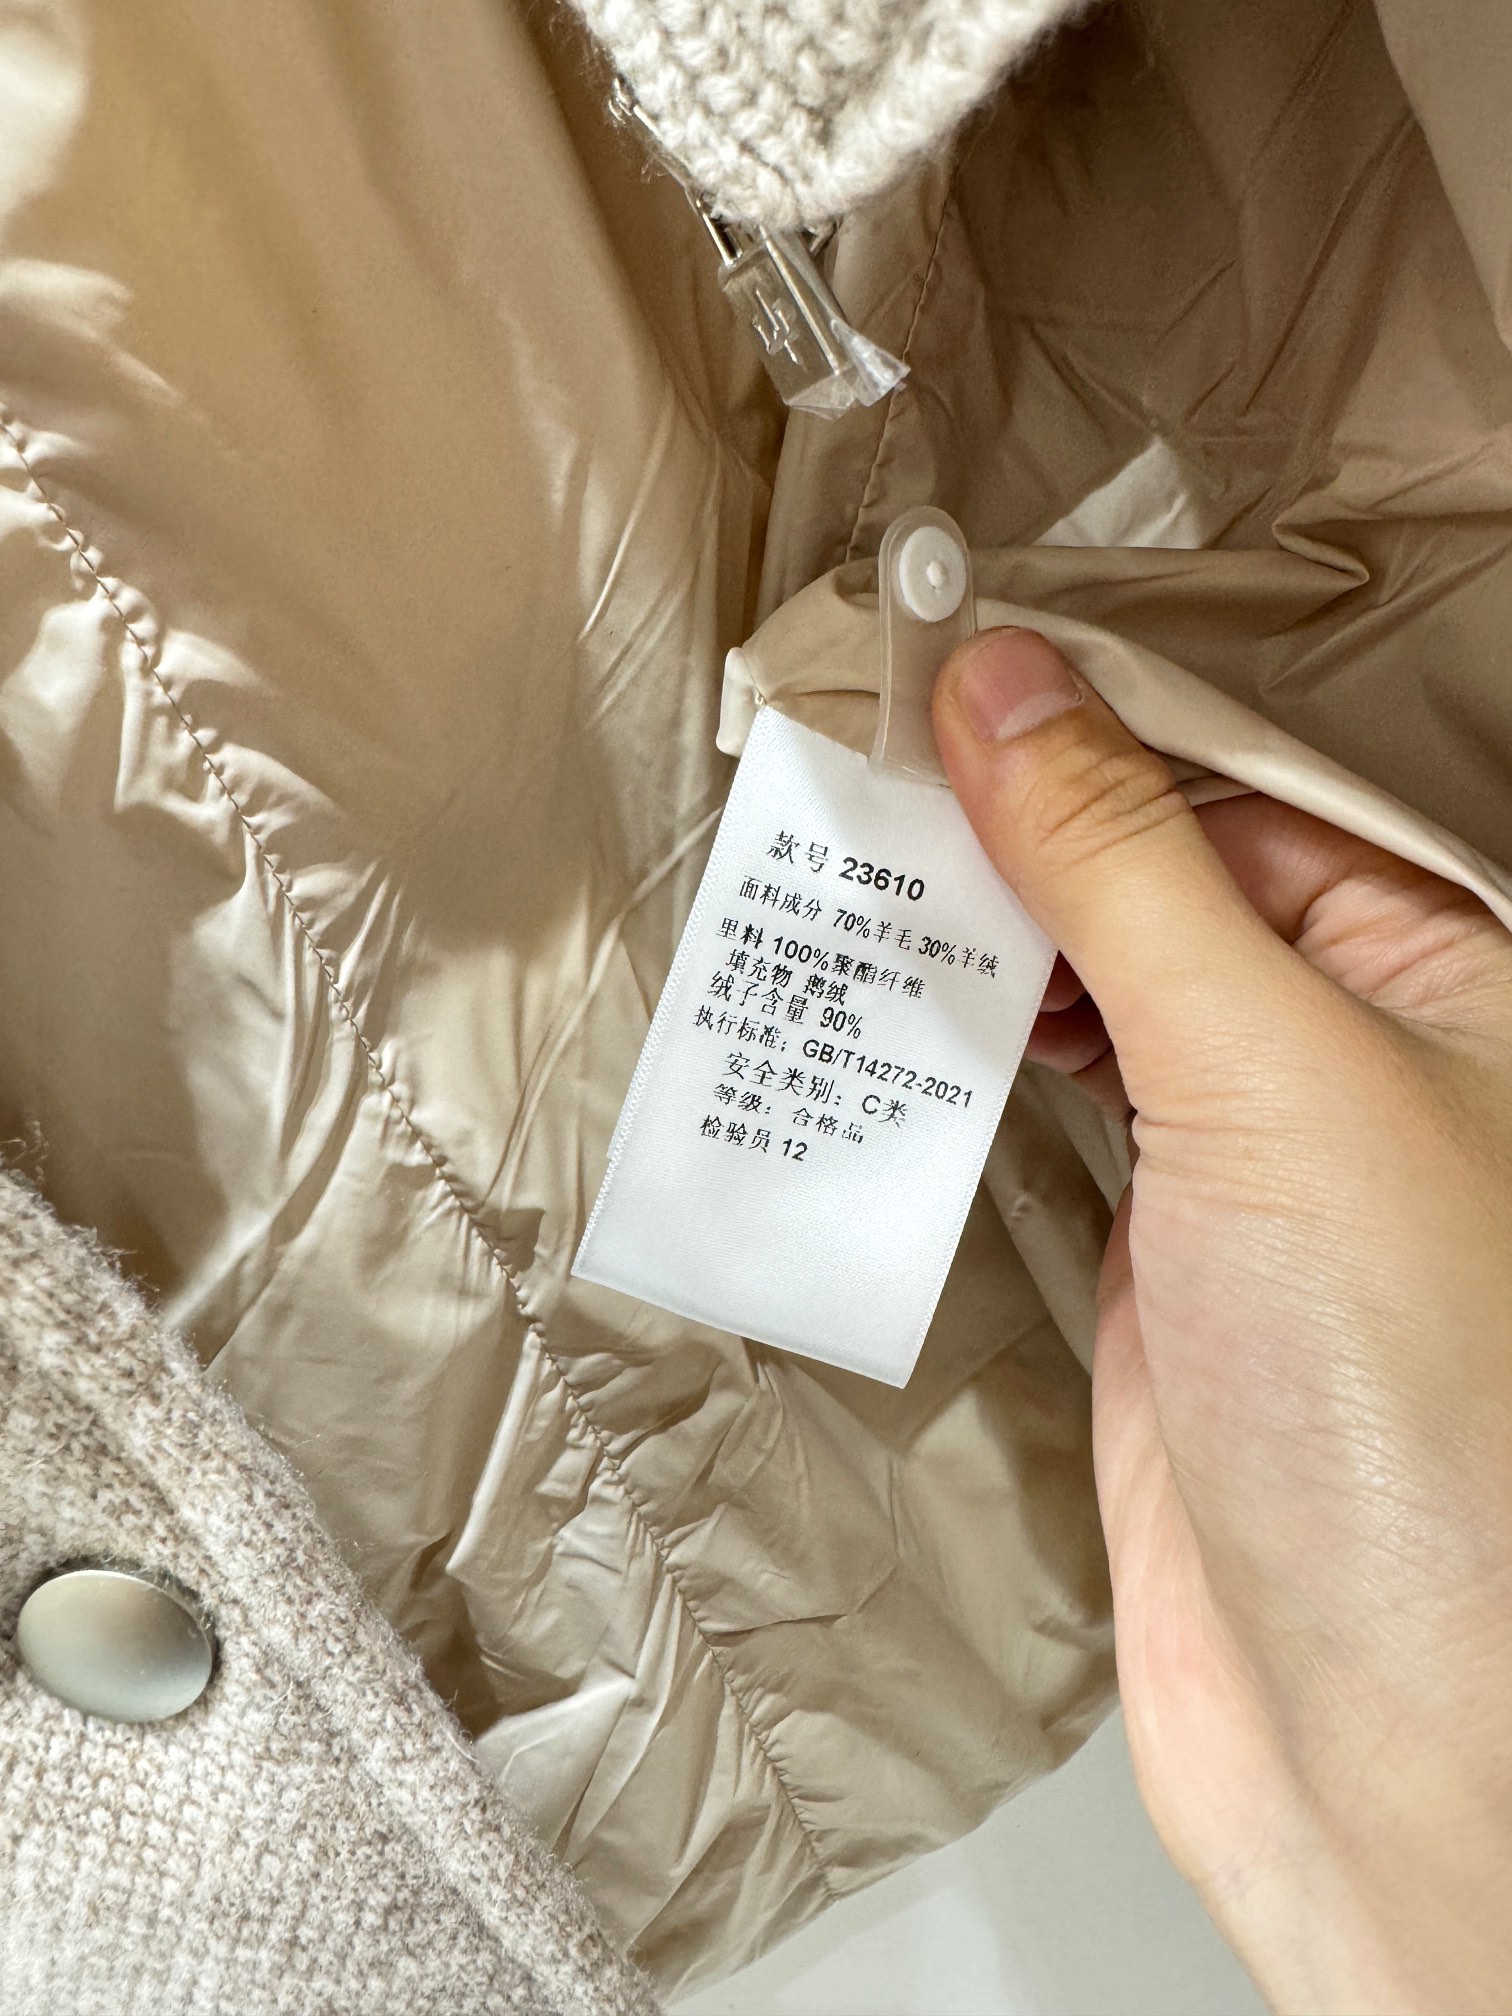 款号 23610
面料成分 70%羊毛 30%羊绒
里料 100%聚酯纤维
填充物 鹅绒
绒子含量 90%
执行标准：GB/T14272-2021
安全类别：C类
等级：合格品
检验员 12